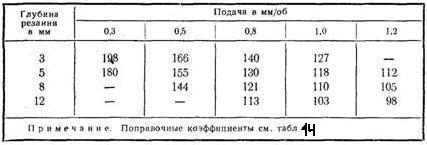 Глубина резания в мм | Подача в мм/об
0,3 | 0,5 | 0,8 | 1,0 | 1,2
3 | 198 | 166 | 140 | 127 | —
5 | 180 | 155 | 130 | 118 | 112
8 | — | 144 | 121 | 110 | 105
12 | — | — | 113 | 103 | 98
Примечание. Поправочные коэффициенты см. табл 14